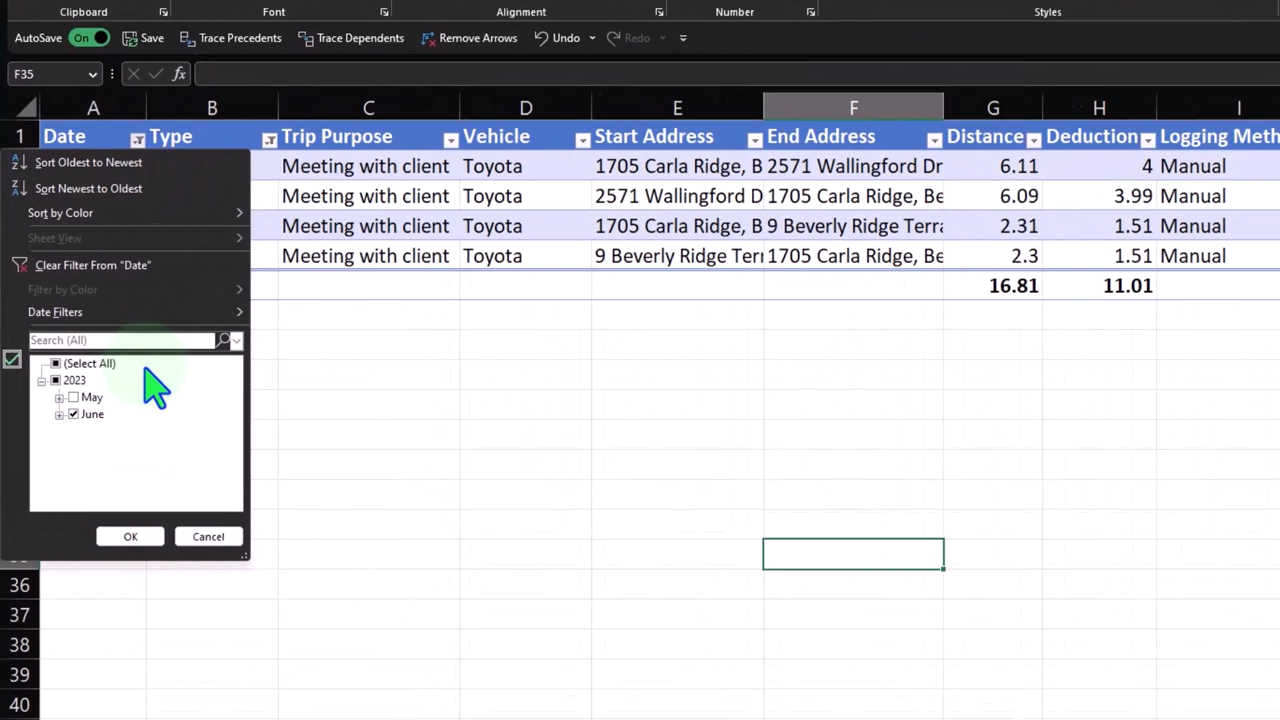 Clipboard Font Alignment Number Styles
AutoSave On Save Trace Precedents Trace Dependents Remove Arrows Undo Redo
F35 fx
A B C D E F G H I
1 Date Type Trip Purpose Vehicle Start Address End Address Distance Deduction Logging Meth
Sort Oldest to Newest
Meeting with client Toyota 1705 Carla Ridge, B 2571 Wallingford Dr 6.11 4 Manual
Sort Newest to Oldest
Meeting with client Toyota 2571 Wallingford D 1705 Carla Ridge, Be 6.09 3.99 Manual
Sort by Color
Meeting with client Toyota 1705 Carla Ridge, B 9 Beverly Ridge Terra 2.31 1.51 Manual
Sheet View
Meeting with client Toyota 9 Beverly Ridge Terr 1705 Carla Ridge, Be 2.3 1.51 Manual
Clear Filter From "Date"
16.81 11.01
Filter by Color
Date Filters
Search (All)
(Select All)
2023
May
June
OK Cancel
36
37
38
39
40